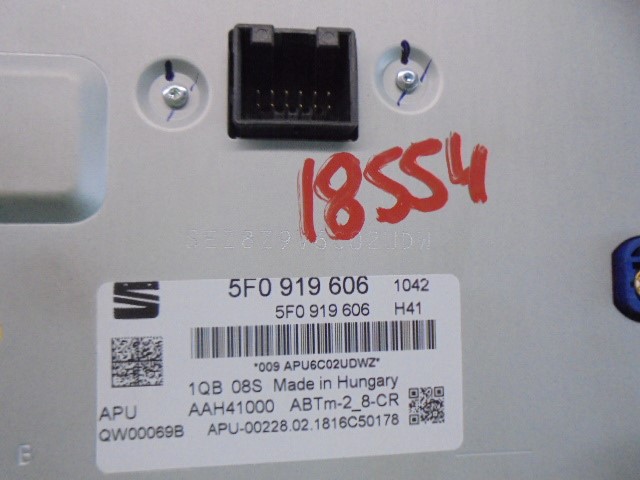 18554
5F0 919 606 1042
5F0 919 606 H41
*009 APU6C02UDWZ*
1QB 08S Made in Hungary
APU AAH41000 ABTm-2_8-CR
QW00069B APU-00228.02.1816C50178